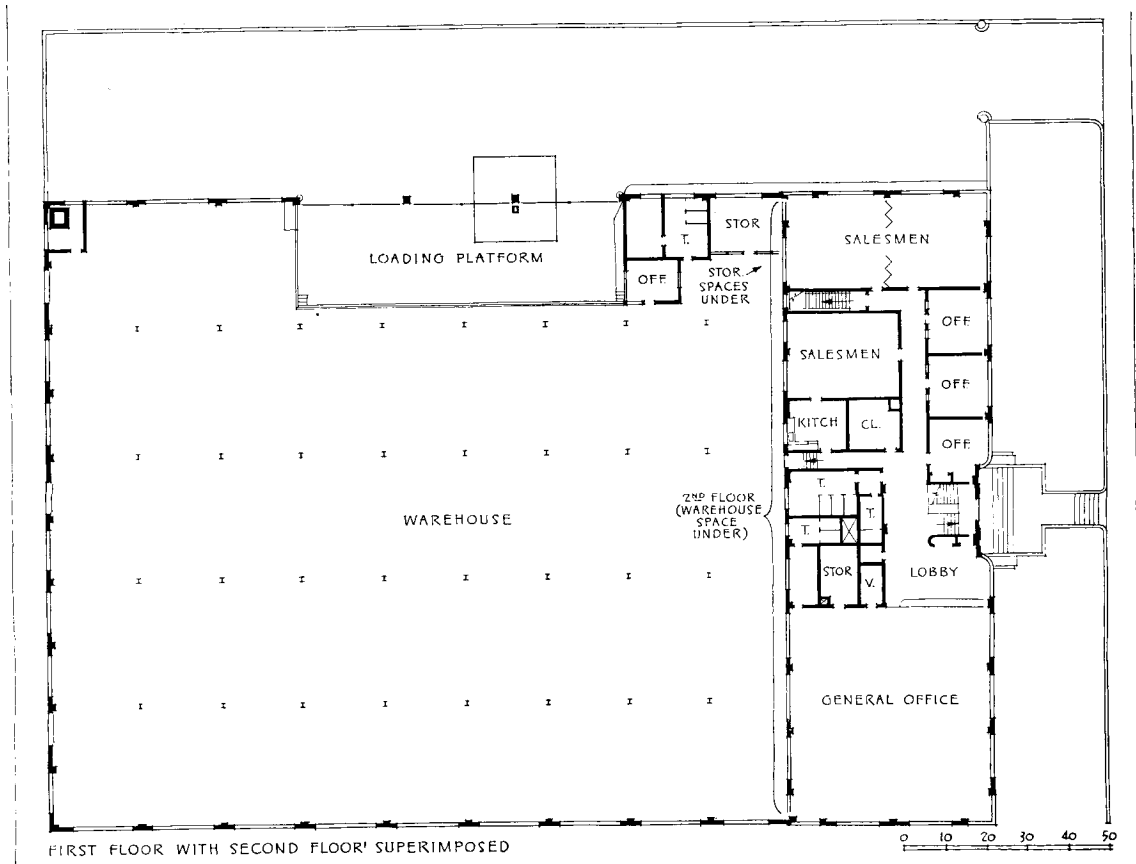 LOADING PLATFORM
T.
STOR
OFF.
STOR.
SPACES
UNDER
SALESMEN
OFF.
SALESMEN
OFF.
KITCH
CL.
OFF.
T.
T.
T.
2ND FLOOR
(WAREHOUSE
SPACE
UNDER)
WAREHOUSE
STOR
V.
LOBBY
GENERAL OFFICE
FIRST FLOOR WITH SECOND FLOOR' SUPERIMPOSED
0 10 20 30 40 50